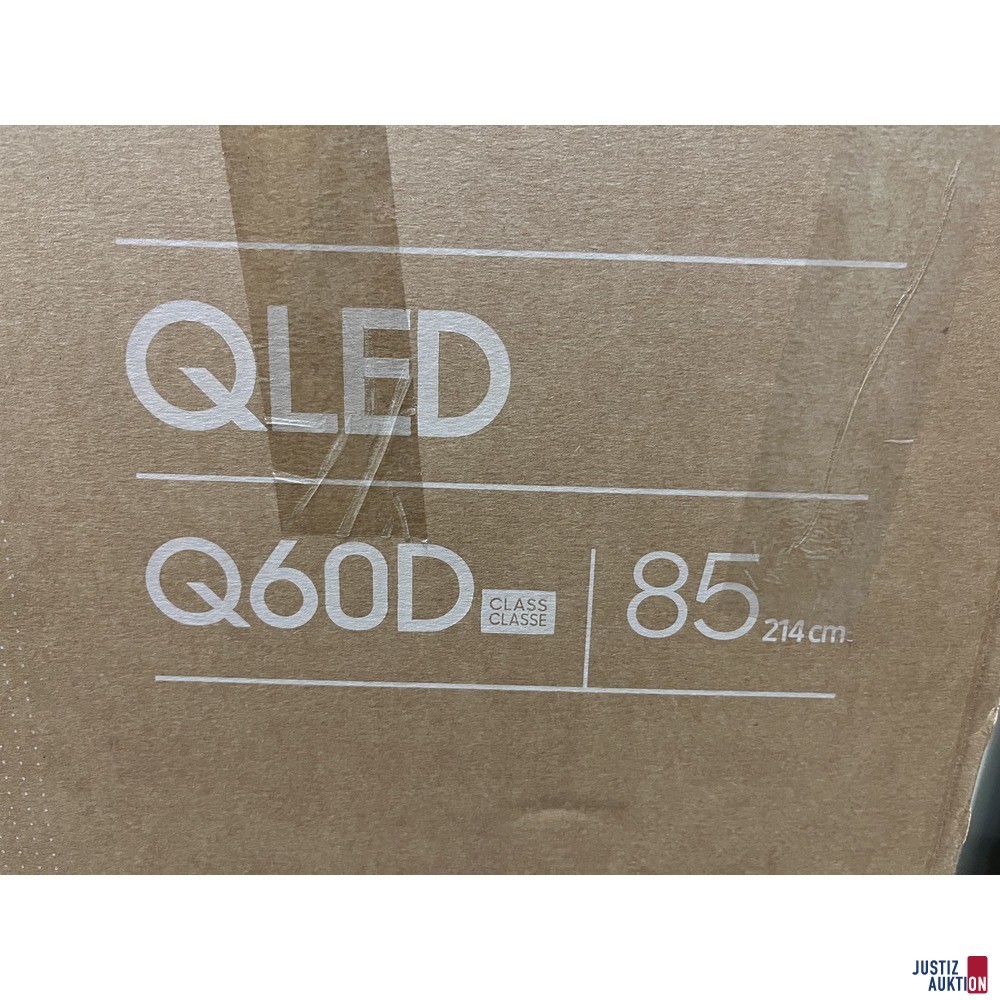 QLED
Q60D
CLASS
CLASSE
85
214 cm
JUSTIZ
AUKTION